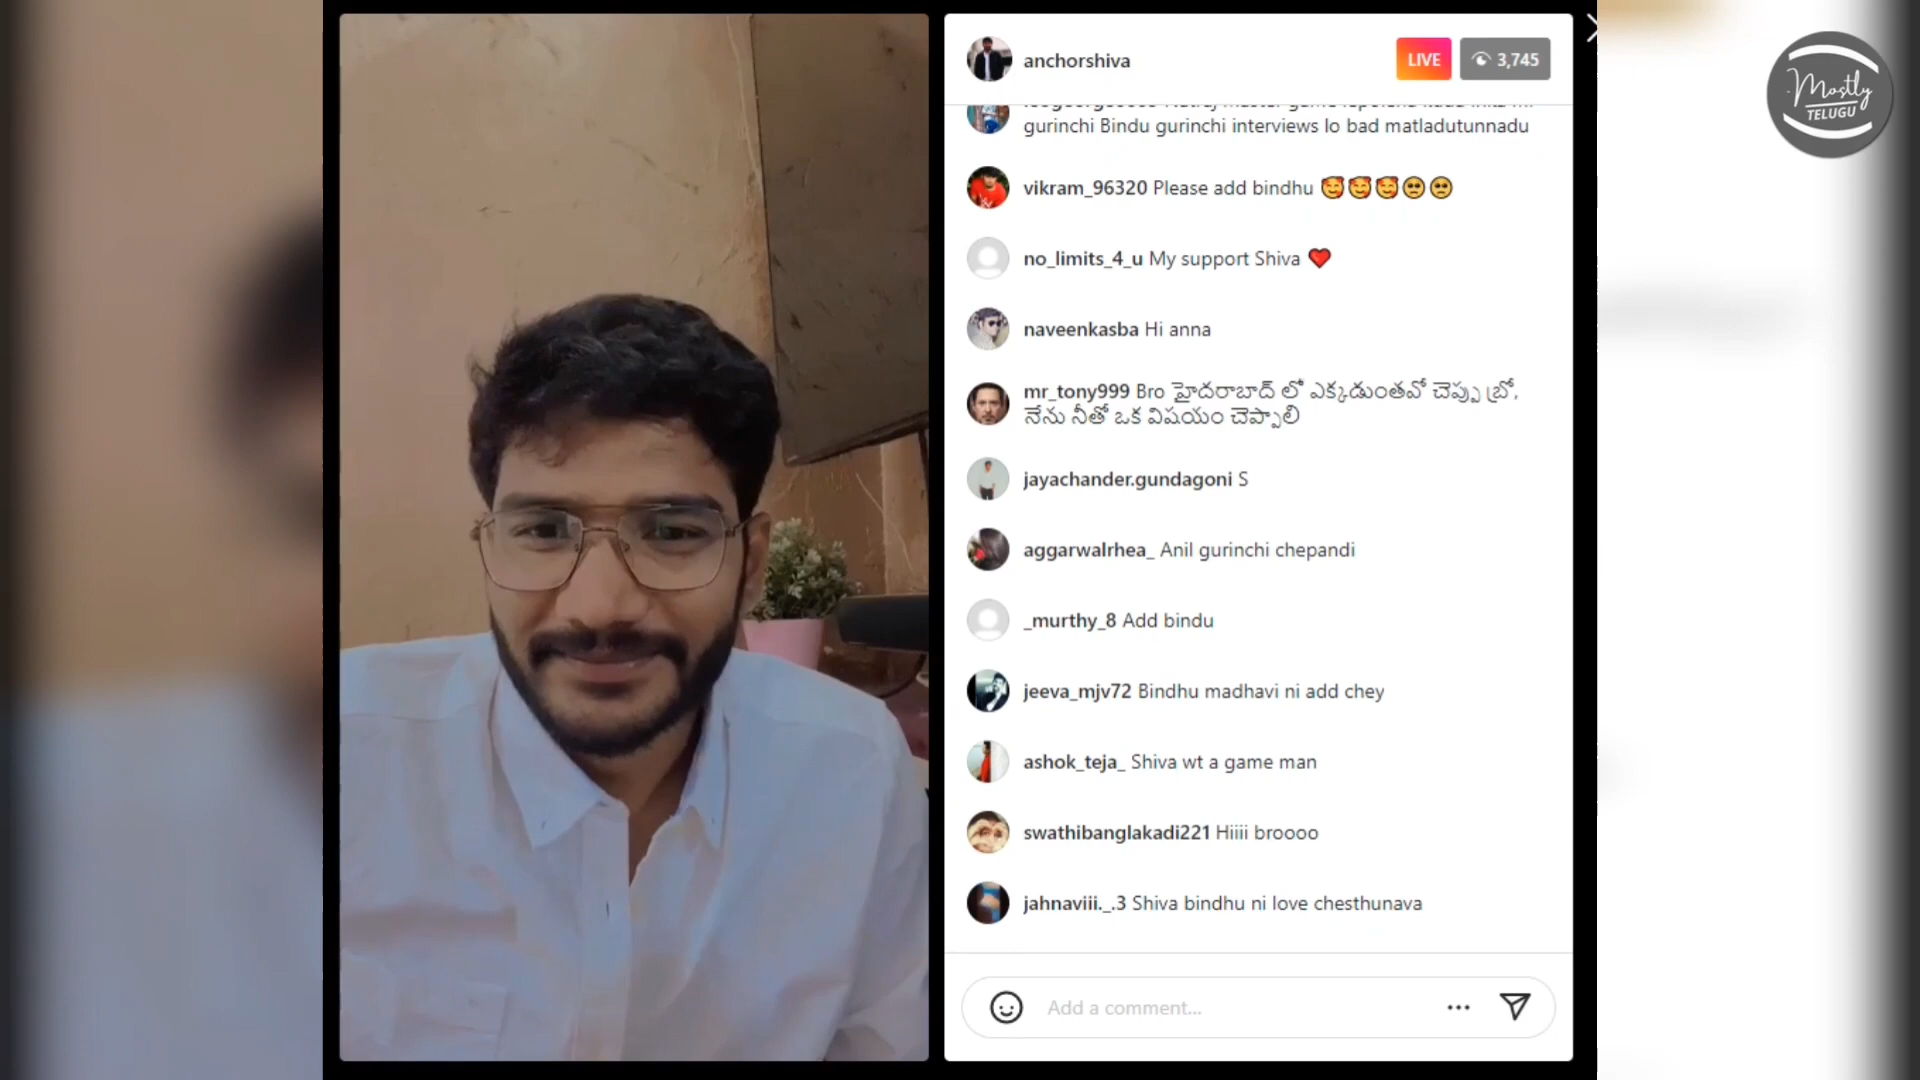 anchorshiva
LIVE
3,745
Mostly
TELUGU
gurinchi Bindu gurinchi interviews lo bad matladutunnadu
vikram_96320 Please add bindhu 🥰🥰🥰🥺🥺
no_limits_4_u My support Shiva ❤️
naveenkasba Hi anna
mr_tony999 Bro హైదరాబాద్ లో ఎక్కడుంతవో చెప్పు బ్రో,
నేను నీతో ఒక విషయం చెప్పాలి
jayachander.gundagoni S
aggarwalrhea_ Anil gurinchi chepandi
_murthy_8 Add bindu
jeeva_mjv72 Bindhu madhavi ni add chey
ashok_teja_ Shiva wt a game man
swathibanglakadi221 Hiiii broooo
jahnaviii._.3 Shiva bindhu ni love chesthunava
Add a comment...